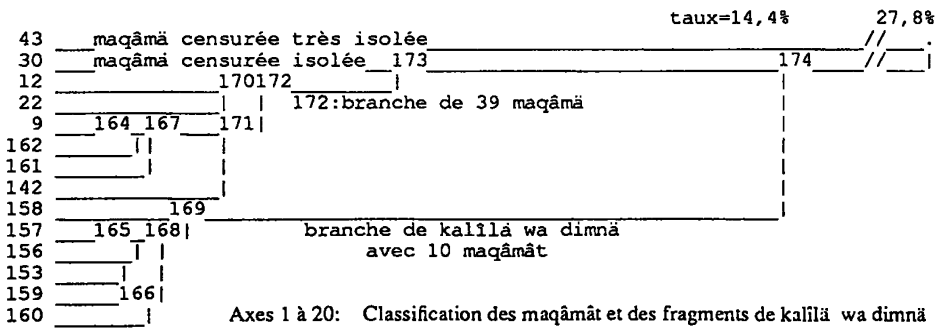 taux=14,4% 27,8%
43 maqâmä censurée très isolée // .
30 maqâmä censurée isolée 173 174 // |
12 170 172
22 172:branche de 39 maqâmä
9 164 167 171
162
161
142
158 169
157 165 168 branche de kalîlä wa dimnä
156 avec 10 maqâmât
153
159 166
160 Axes 1 à 20: Classification des maqâmât et des fragments de kalîlä wa dimnä